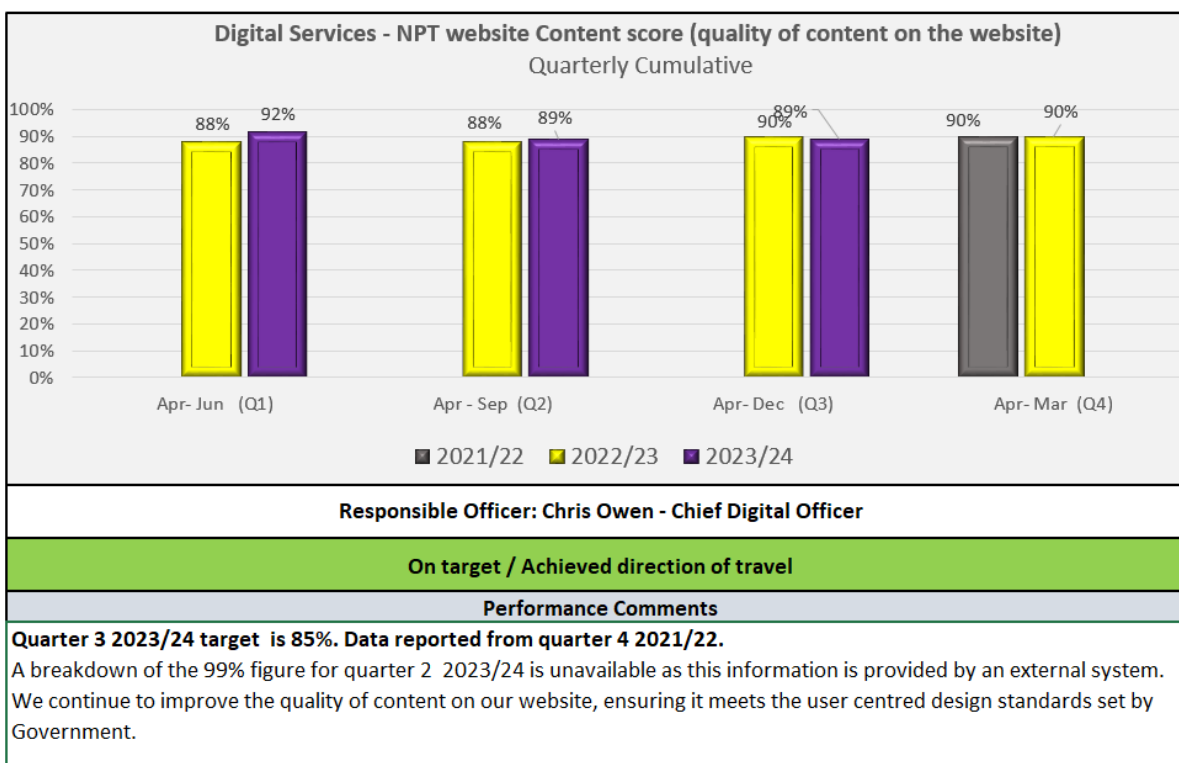 Digital Services - NPT website Content score (quality of content on the website)
Quarterly Cumulative
100%
90%
80%
70%
60%
50%
40%
30%
20%
10%
0%
88%
92%
88%
89%
90%
89%
90%
90%
Apr- Jun (Q1)
Apr - Sep (Q2)
Apr- Dec (Q3)
Apr- Mar (Q4)
2021/22 2022/23 2023/24
Responsible Officer: Chris Owen - Chief Digital Officer
On target / Achieved direction of travel
Performance Comments
Quarter 3 2023/24 target is 85%. Data reported from quarter 4 2021/22.
A breakdown of the 99% figure for quarter 2 2023/24 is unavailable as this information is provided by an external system.
We continue to improve the quality of content on our website, ensuring it meets the user centred design standards set by
Government.